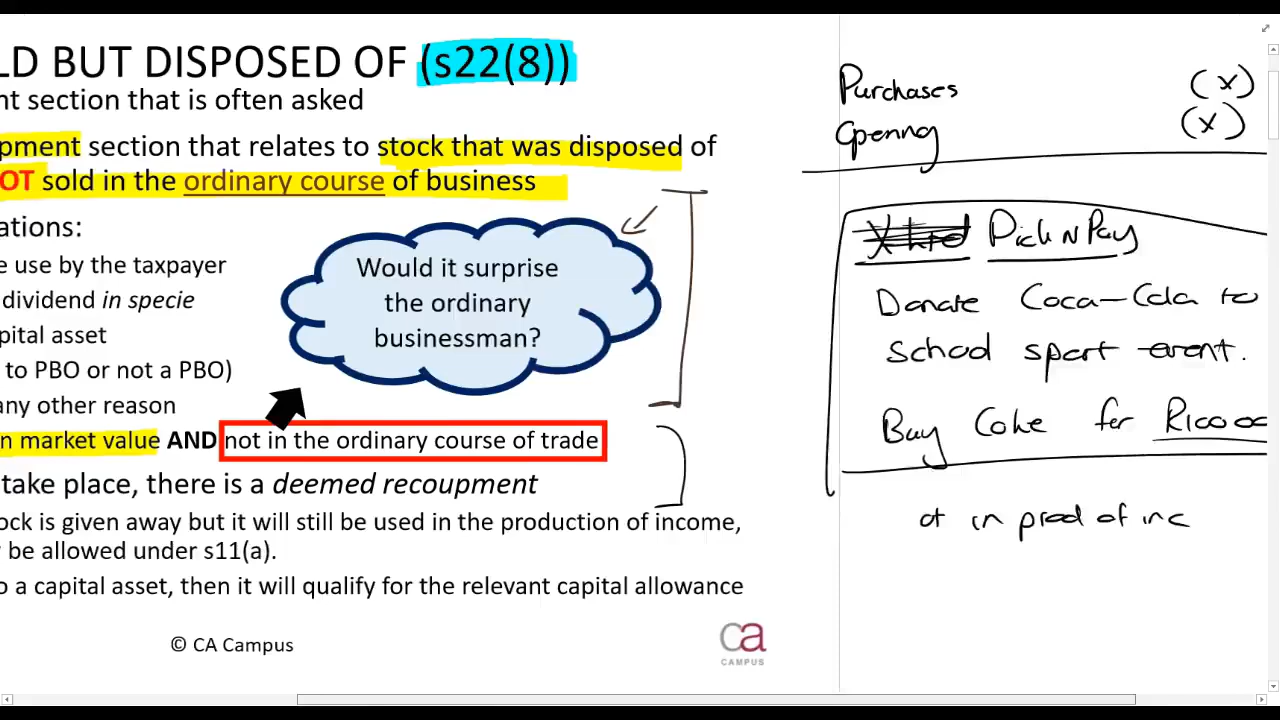 LD BUT DISPOSED OF (s22(8))
nt section that is often asked
pment section that relates to stock that was disposed of
OT sold in the ordinary course of business
ations:
e use by the taxpayer
dividend in specie
pital asset
to PBO or not a PBO)
any other reason
n market value AND not in the ordinary course of trade
take place, there is a deemed recoupment
ock is given away but it will still be used in the production of income,
be allowed under s11(a).
o a capital asset, then it will qualify for the relevant capital allowance
Would it surprise
the ordinary
businessman?
© CA Campus
ca
CAMPUS
Purchases (x)
Opening (x)
Pick n Pay
Donate Coca-Cola to
school sport event.
Buy Coke for R10000
ot in prod of inc